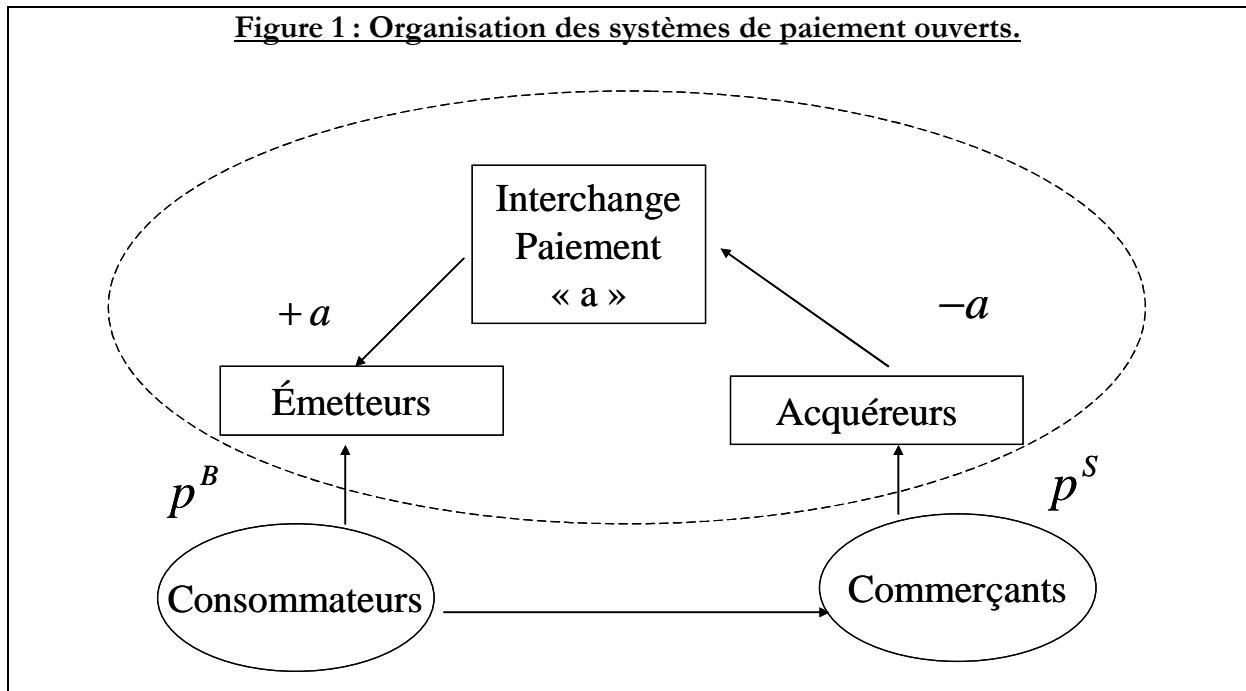 Figure 1 : Organisation des systèmes de paiement ouverts.
Interchange
Paiement
« a »
+a
−a
Émetteurs
Acquéreurs
p^B
p^S
Consommateurs
Commerçants